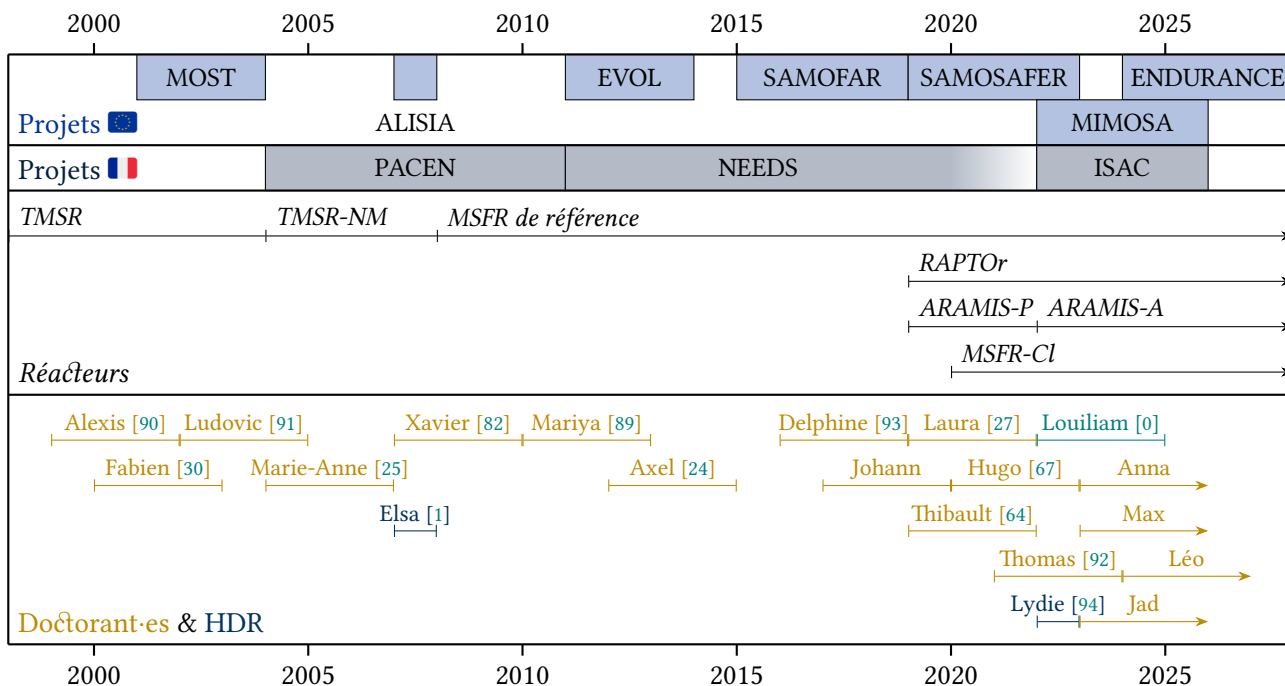 2000 2005 2010 2015 2020 2025
MOST EVOL SAMOFAR SAMOSAFER ENDURANCE
Projets ALISIA MIMOSA
Projets PACEN NEEDS ISAC
TMSR TMSR-NM MSFR de référence
RAPTOr
ARAMIS-P ARAMIS-A
MSFR-Cl
Réacteurs
Alexis [90] Ludovic [91] Xavier [82] Mariya [89] Delphine [93] Laura [27] Louiliam [0]
Fabien [30] Marie-Anne [25] Axel [24] Johann Hugo [67] Anna
Elsa [1] Thibault [64] Max
Thomas [92] Léo
Lydie [94] Jad
Doctorant·es & HDR
2000 2005 2010 2015 2020 2025